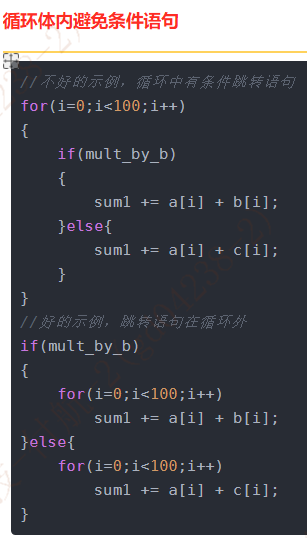 循环体内避免条件语句
//不好的示例，循环中有条件跳转语句
for(i=0;i<100;i++)
{
    if(mult_by_b)
    {
        sum1 += a[i] + b[i];
    }else{
        sum1 += a[i] + c[i];
    }
}
//好的示例，跳转语句在循环外
if(mult_by_b)
{
    for(i=0;i<100;i++)
        sum1 += a[i] + b[i];
}else{
    for(i=0;i<100;i++)
        sum1 += a[i] + c[i];
}